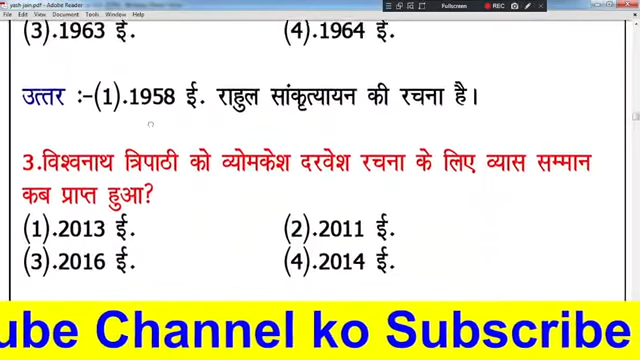 yash jain.pdf - Adobe Reader
File Edit View Document Tools Window Help
Fullscreen REC
(3).1963 ई. (4).1964 ई.
उत्तर :-(1).1958 ई. राहुल सांकृत्यायन की रचना है।
3.विश्वनाथ त्रिपाठी को व्योमकेश दरवेश रचना के लिए व्यास सम्मान
कब प्राप्त हुआ?
(1).2013 ई. (2).2011 ई.
(3).2016 ई. (4).2014 ई.
ube Channel ko Subscribe